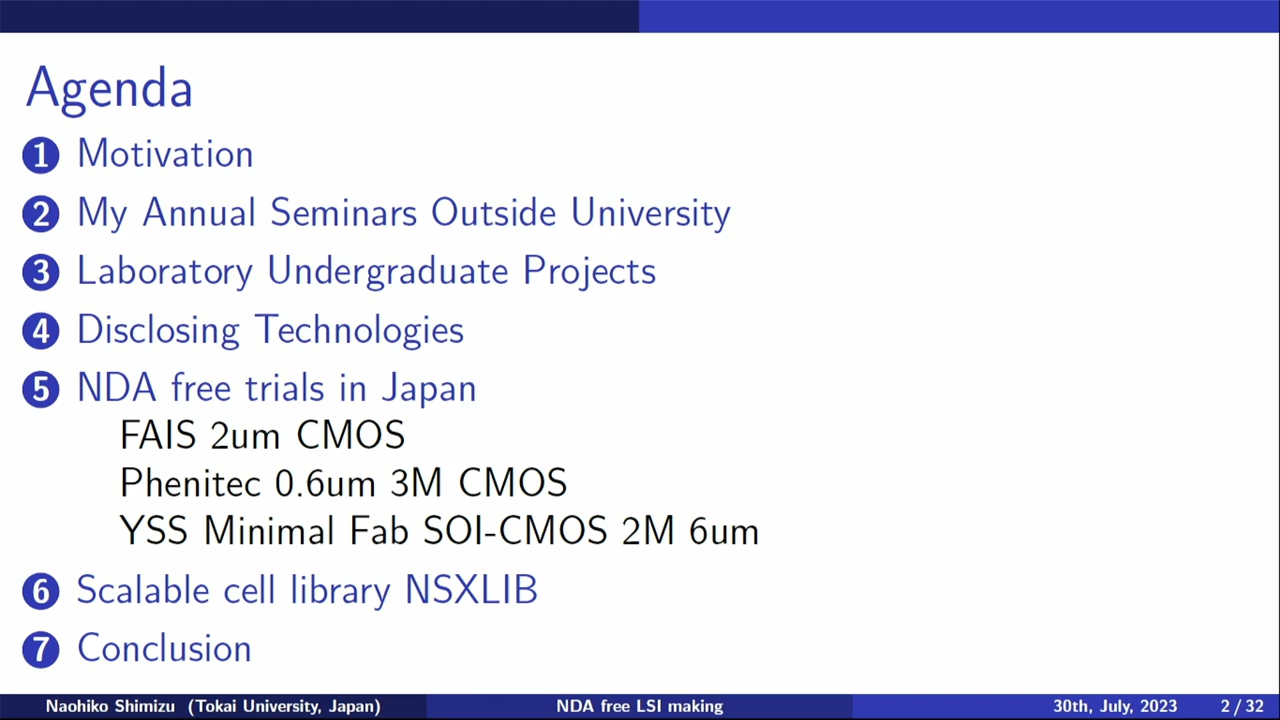 Agenda
1 Motivation
2 My Annual Seminars Outside University
3 Laboratory Undergraduate Projects
4 Disclosing Technologies
5 NDA free trials in Japan
FAIS 2um CMOS
Phenitec 0.6um 3M CMOS
YSS Minimal Fab SOI-CMOS 2M 6um
6 Scalable cell library NSXLIB
7 Conclusion
Naohiko Shimizu (Tokai University, Japan) NDA free LSI making 30th, July, 2023 2 / 32